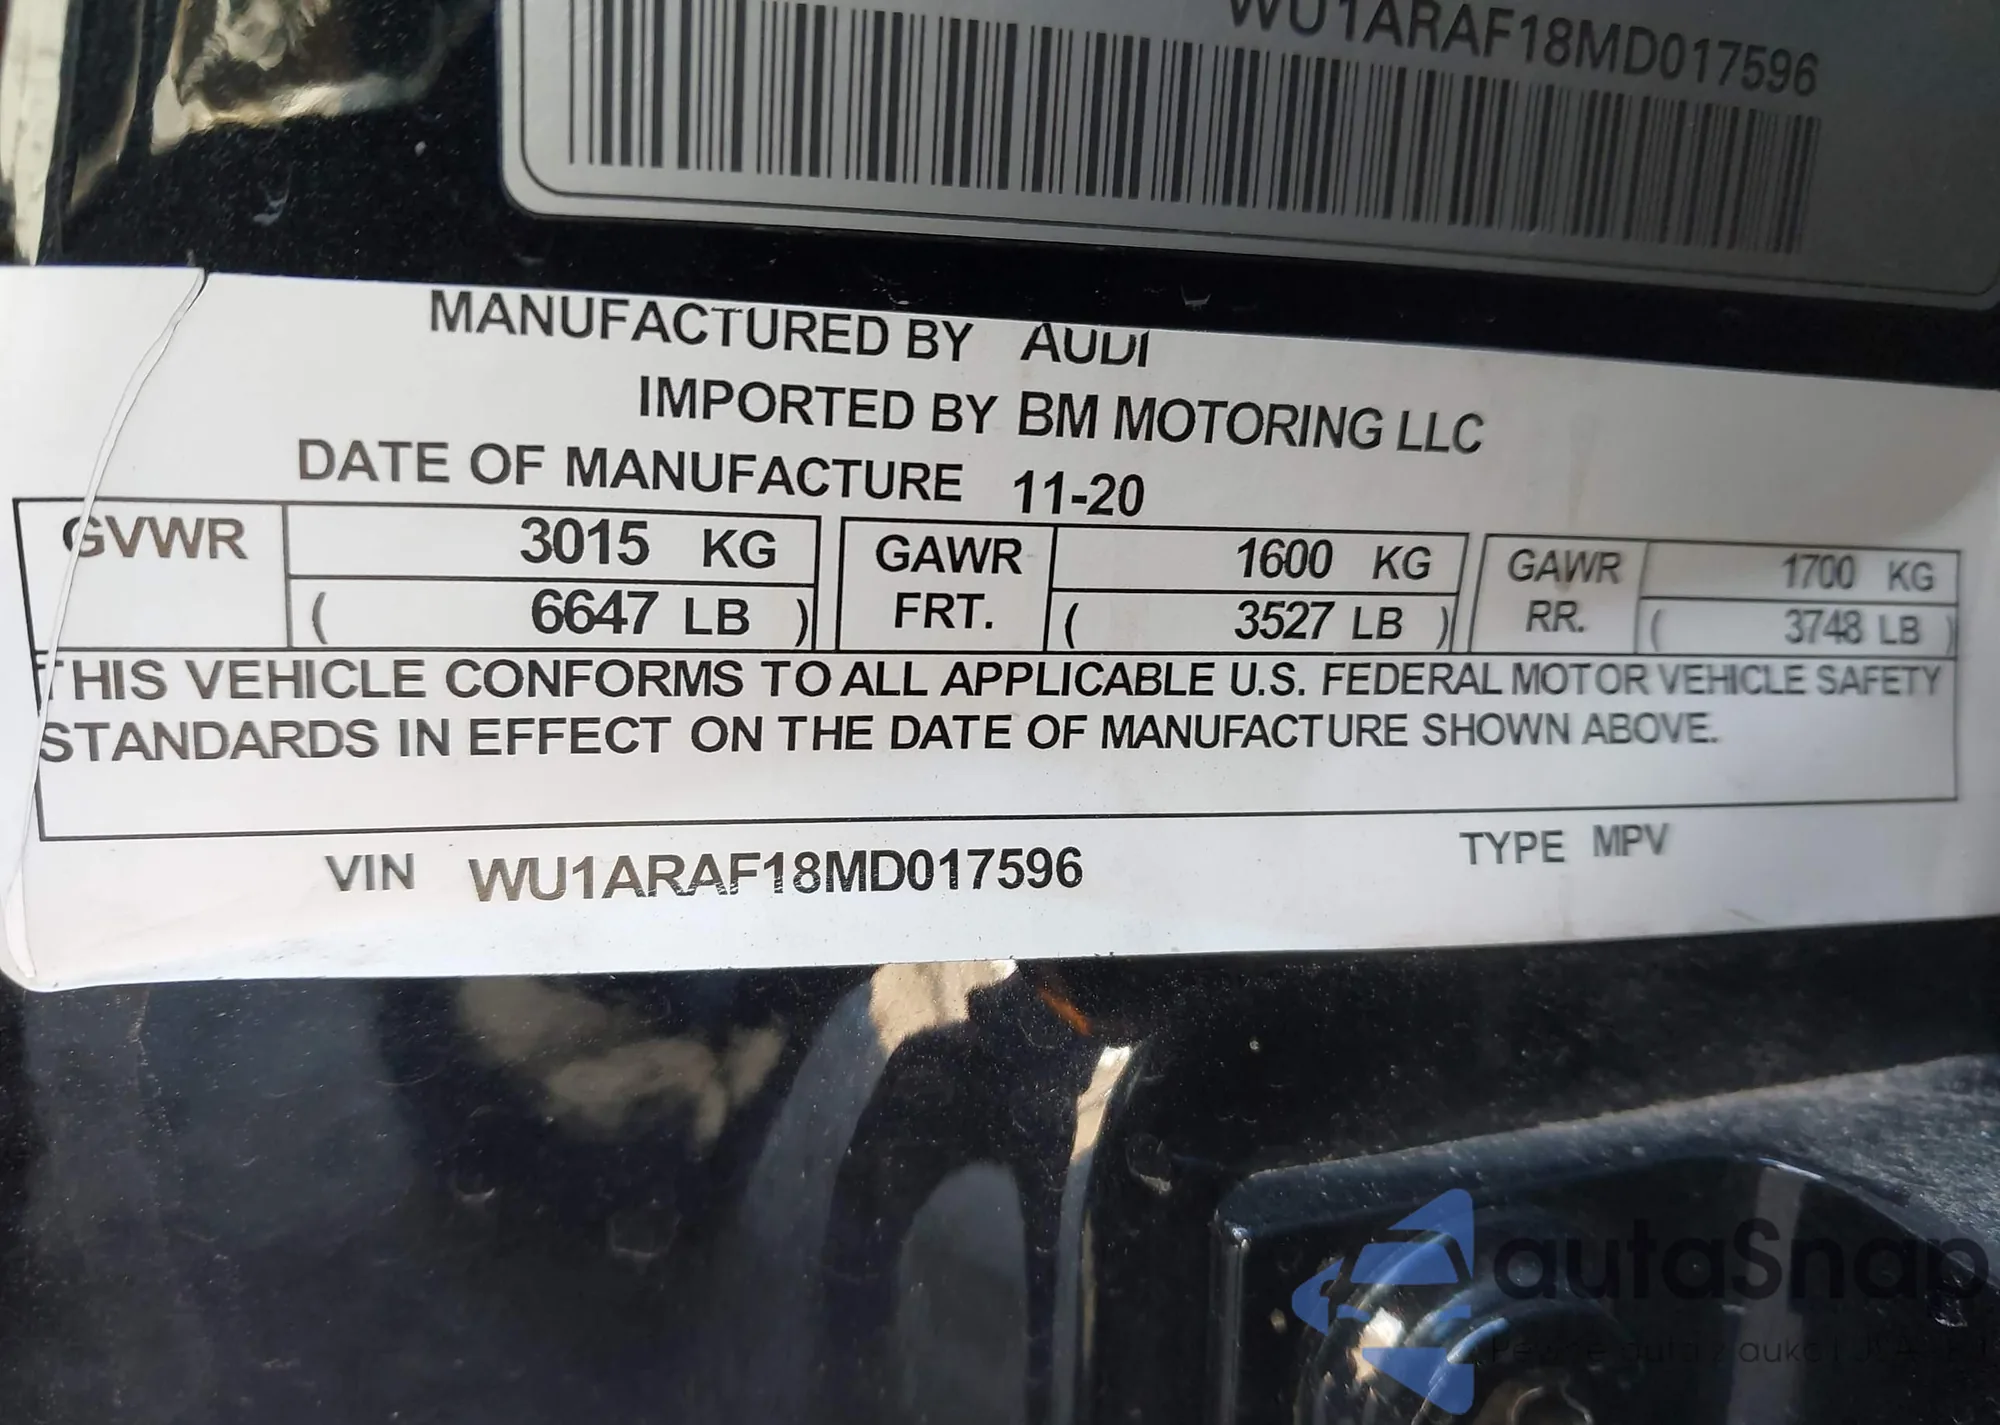 WU1ARAF18MD017596
MANUFACTURED BY AUDI
IMPORTED BY BM MOTORING LLC
DATE OF MANUFACTURE 11-20
GVWR 3015 KG GAWR 1600 KG GAWR 1700 KG
( 6647 LB ) FRT. ( 3527 LB ) RR. ( 3748 LB )
THIS VEHICLE CONFORMS TO ALL APPLICABLE U.S. FEDERAL MOTOR VEHICLE SAFETY
STANDARDS IN EFFECT ON THE DATE OF MANUFACTURE SHOWN ABOVE.
VIN WU1ARAF18MD017596 TYPE MPV
autaSnap